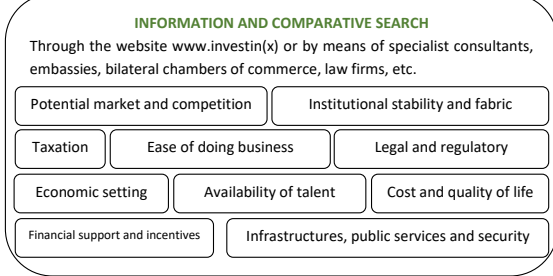 INFORMATION AND COMPARATIVE SEARCH
Through the website www.investin(x) or by means of specialist consultants,
embassies, bilateral chambers of commerce, law firms, etc.
Potential market and competition
Institutional stability and fabric
Taxation
Ease of doing business
Legal and regulatory
Economic setting
Availability of talent
Cost and quality of life
Financial support and incentives
Infrastructures, public services and security